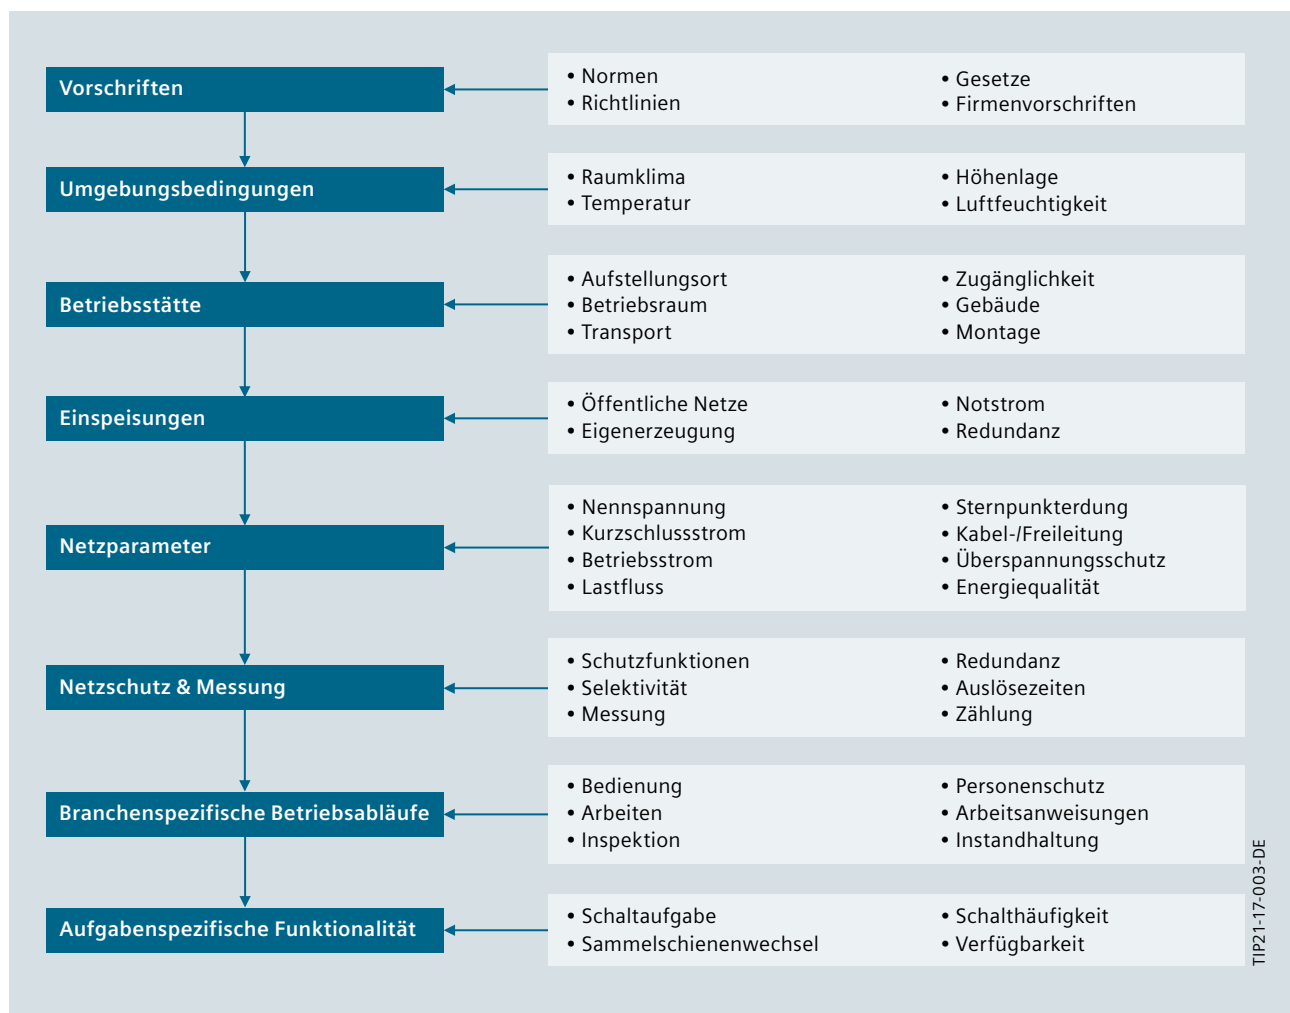 Vorschriften
• Normen
• Richtlinien
• Gesetze
• Firmenvorschriften
Umgebungsbedingungen
• Raumklima
• Temperatur
• Höhenlage
• Luftfeuchtigkeit
Betriebsstätte
• Aufstellungsort
• Betriebsraum
• Transport
• Zugänglichkeit
• Gebäude
• Montage
Einspeisungen
• Öffentliche Netze
• Eigenerzeugung
• Notstrom
• Redundanz
Netzparameter
• Nennspannung
• Kurzschlussstrom
• Betriebsstrom
• Lastfluss
• Sternpunkterdung
• Kabel-/Freileitung
• Überspannungsschutz
• Energiequalität
Netzschutz & Messung
• Schutzfunktionen
• Selektivität
• Messung
• Redundanz
• Auslösezeiten
• Zählung
Branchenspezifische Betriebsabläufe
• Bedienung
• Arbeiten
• Inspektion
• Personenschutz
• Arbeitsanweisungen
• Instandhaltung
Aufgabenspezifische Funktionalität
• Schaltaufgabe
• Sammelschienenwechsel
• Schalthäufigkeit
• Verfügbarkeit
TIP21-17-003-DE